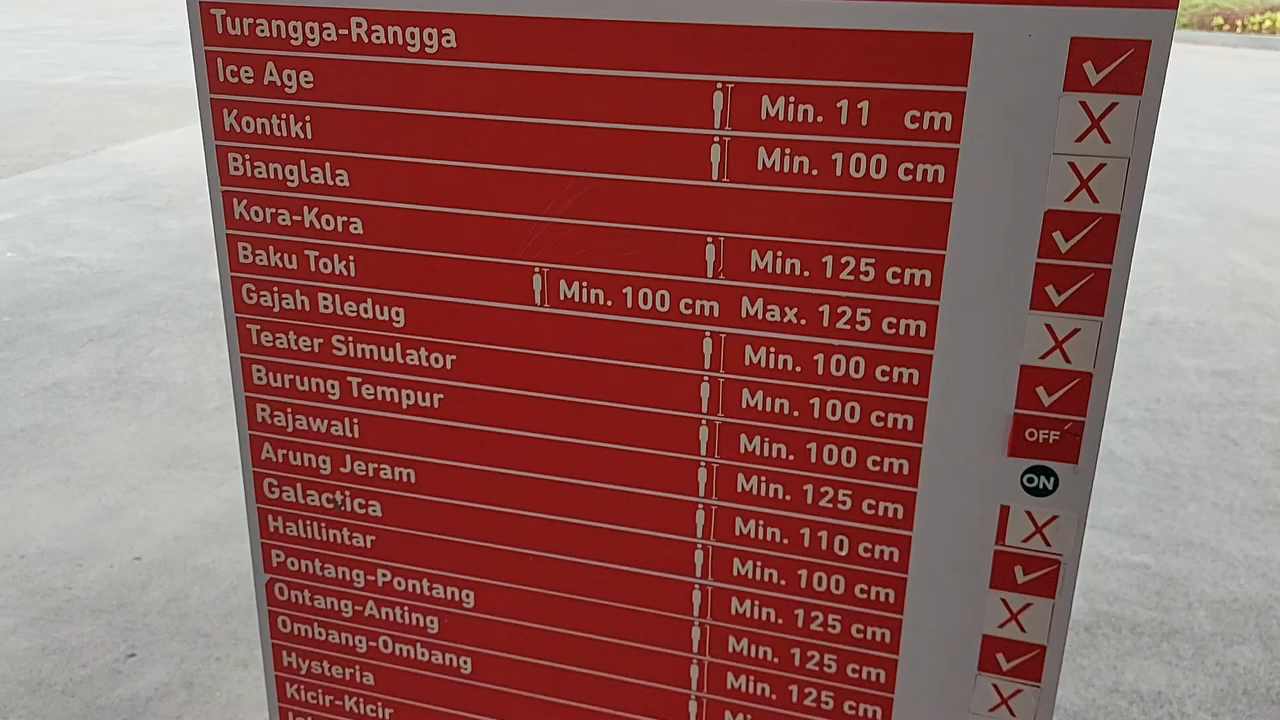 Turangga-Rangga
Ice Age Min. 11 cm
Kontiki Min. 100 cm
Bianglala
Kora-Kora Min. 125 cm
Baku Toki Min. 100 cm Max. 125 cm
Gajah Bledug Min. 100 cm
Teater Simulator Min. 100 cm OFF
Burung Tempur Min. 100 cm ON
Rajawali Min. 125 cm
Arung Jeram Min. 110 cm
Galactica Min. 100 cm
Halilintar Min. 125 cm
Pontang-Pontang Min. 125 cm
Ontang-Anting Min. 125 cm
Ombang-Ombang
Hysteria
Kicir-Kicir